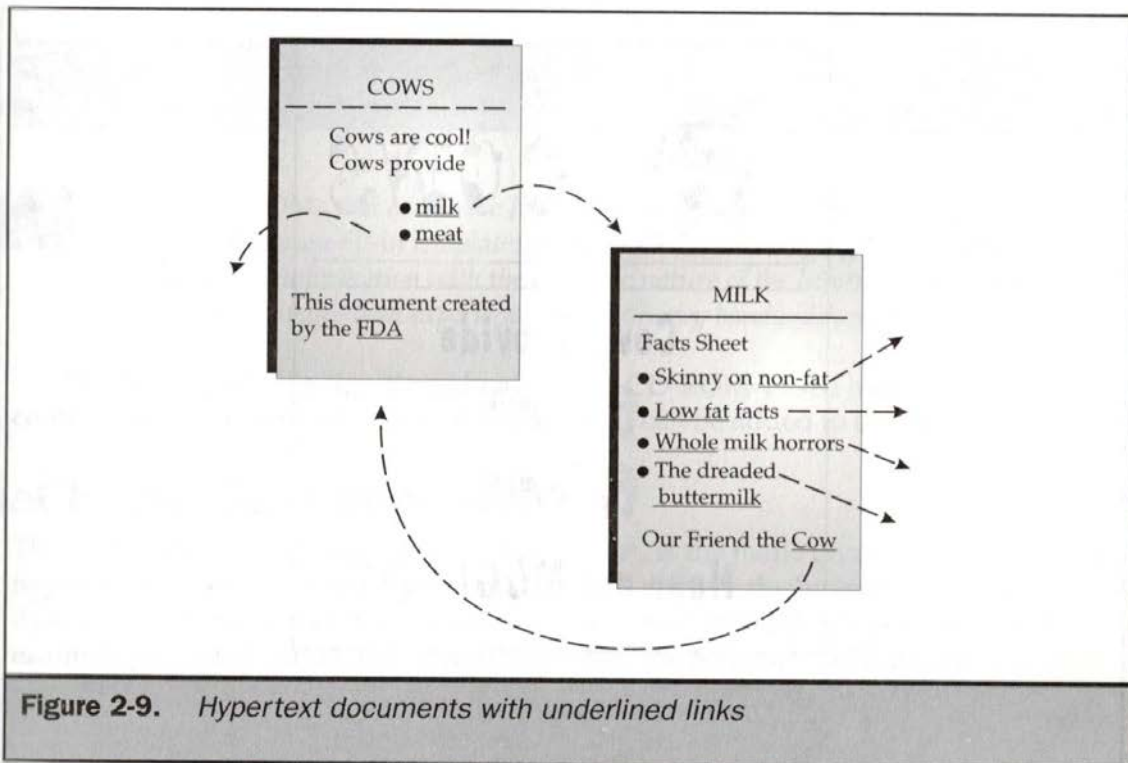 COWS
Cows are cool!
Cows provide
• milk
• meat
This document created
by the FDA
MILK
Facts Sheet
• Skinny on non-fat
• Low fat facts
• Whole milk horrors
• The dreaded
buttermilk
Our Friend the Cow
Figure 2-9. Hypertext documents with underlined links